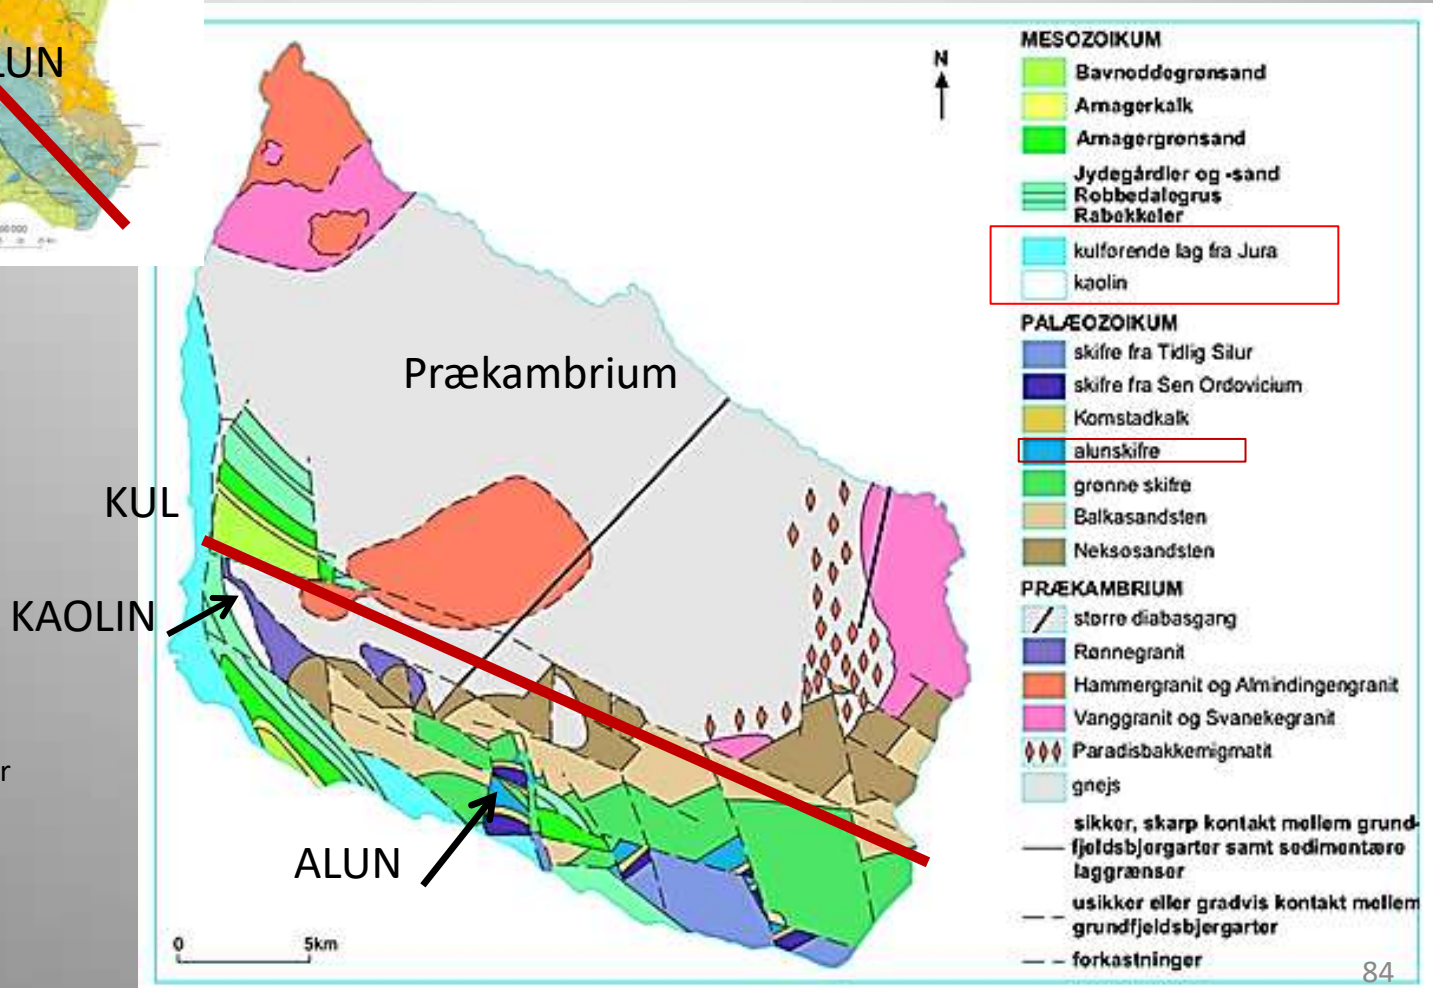 LUN
N
Prækambrium
KUL
KAOLIN
r
ALUN
0 5km
MESOZOIKUM
Bavnoddegrønsand
Arnagerkalk
Arnagergrønsand
Jydegårdler og -sand
Robbedalegrus
Rabekkeler
kulførende lag fra Jura
kaolin
PALÆOZOIKUM
skifre fra Tidlig Silur
skifre fra Sen Ordovicium
Komstadkalk
alunskifre
grønne skifre
Balkasandsten
Neksøsandsten
PRÆKAMBRIUM
større diabasgang
Rønnegranit
Hammergranit og Almindingengranit
Vanggranit og Svanekegranit
Paradisbakkemigmatit
gnejs
sikker, skarp kontakt mellem grund-
fjeldsbjergarter samt sedimentære
laggrænser
usikker eller gradvis kontakt mellem
grundfjeldsbjergarter
forkastninger
84